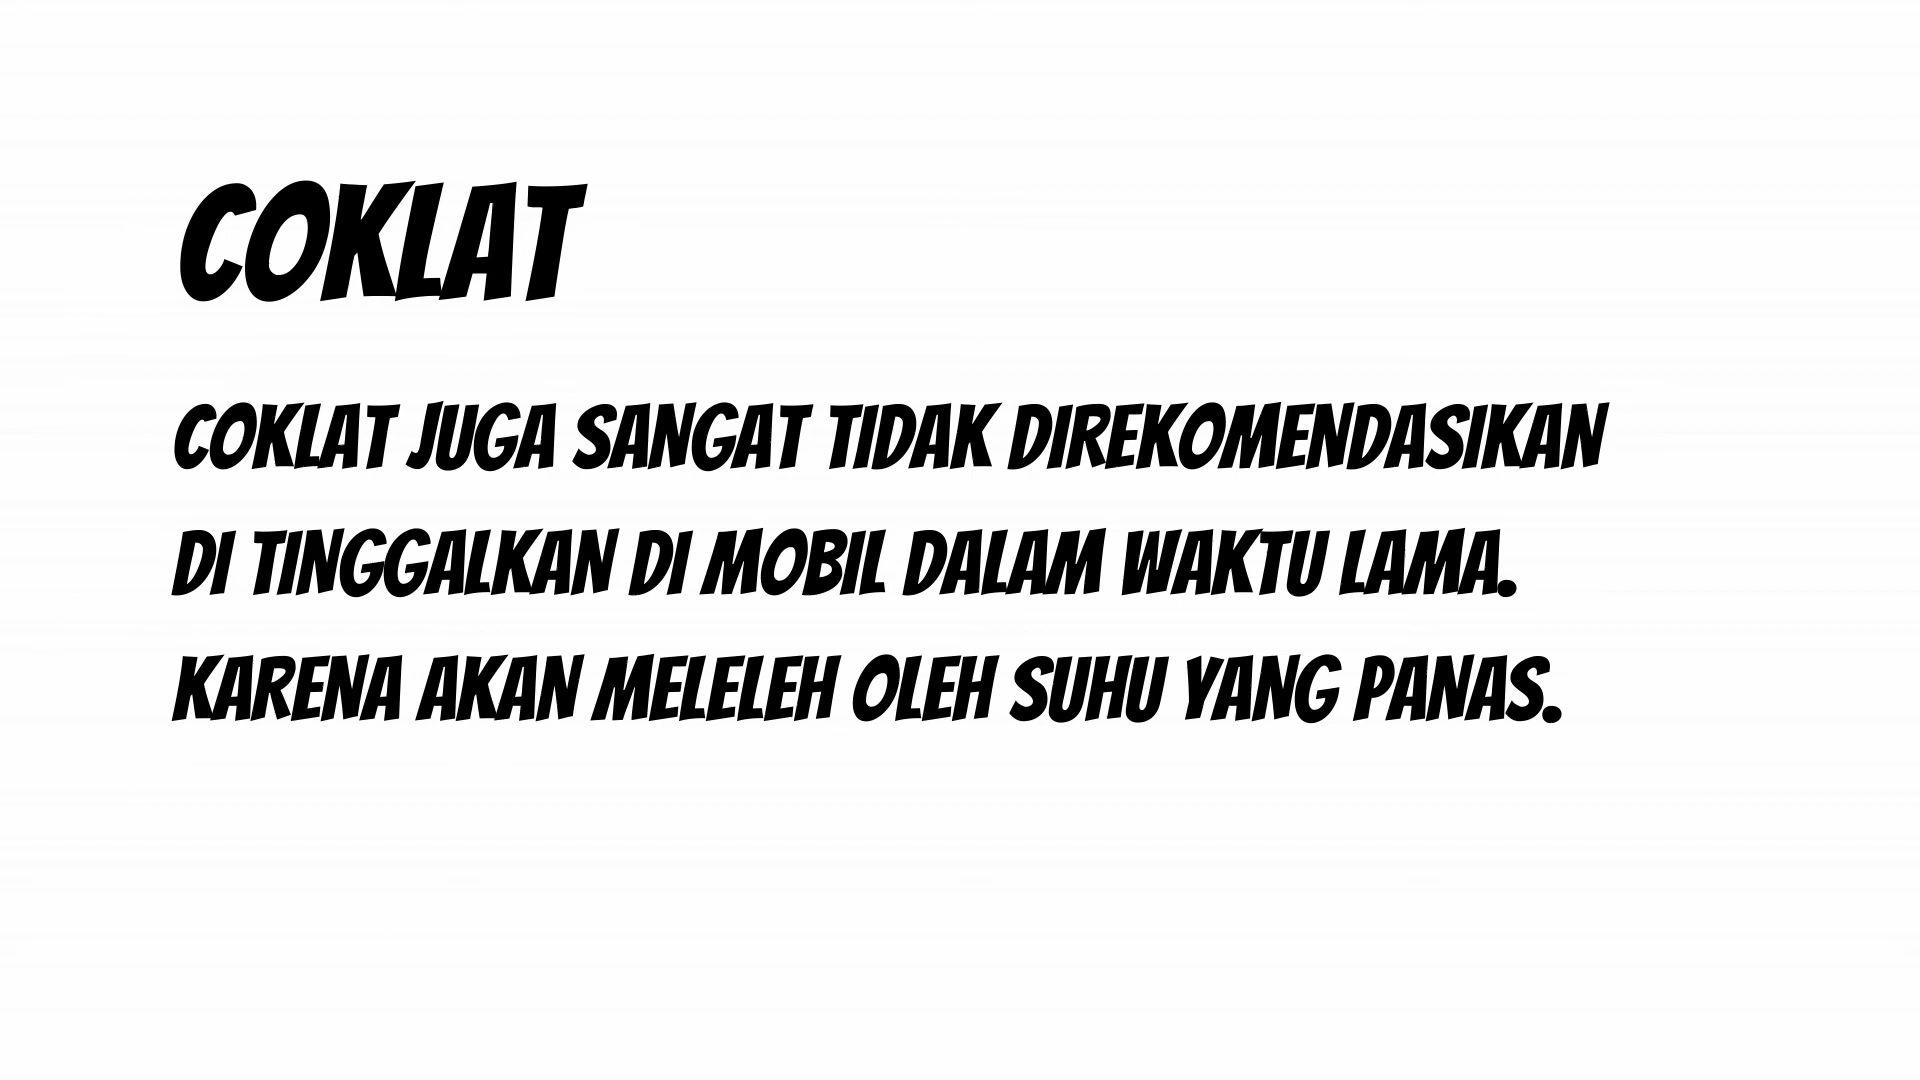 COKLAT
COKLAT JUGA SANGAT TIDAK DIREKOMENDASIKAN
DI TINGGALKAN DI MOBIL DALAM WAKTU LAMA.
KARENA AKAN MELELEH OLEH SUHU YANG PANAS.